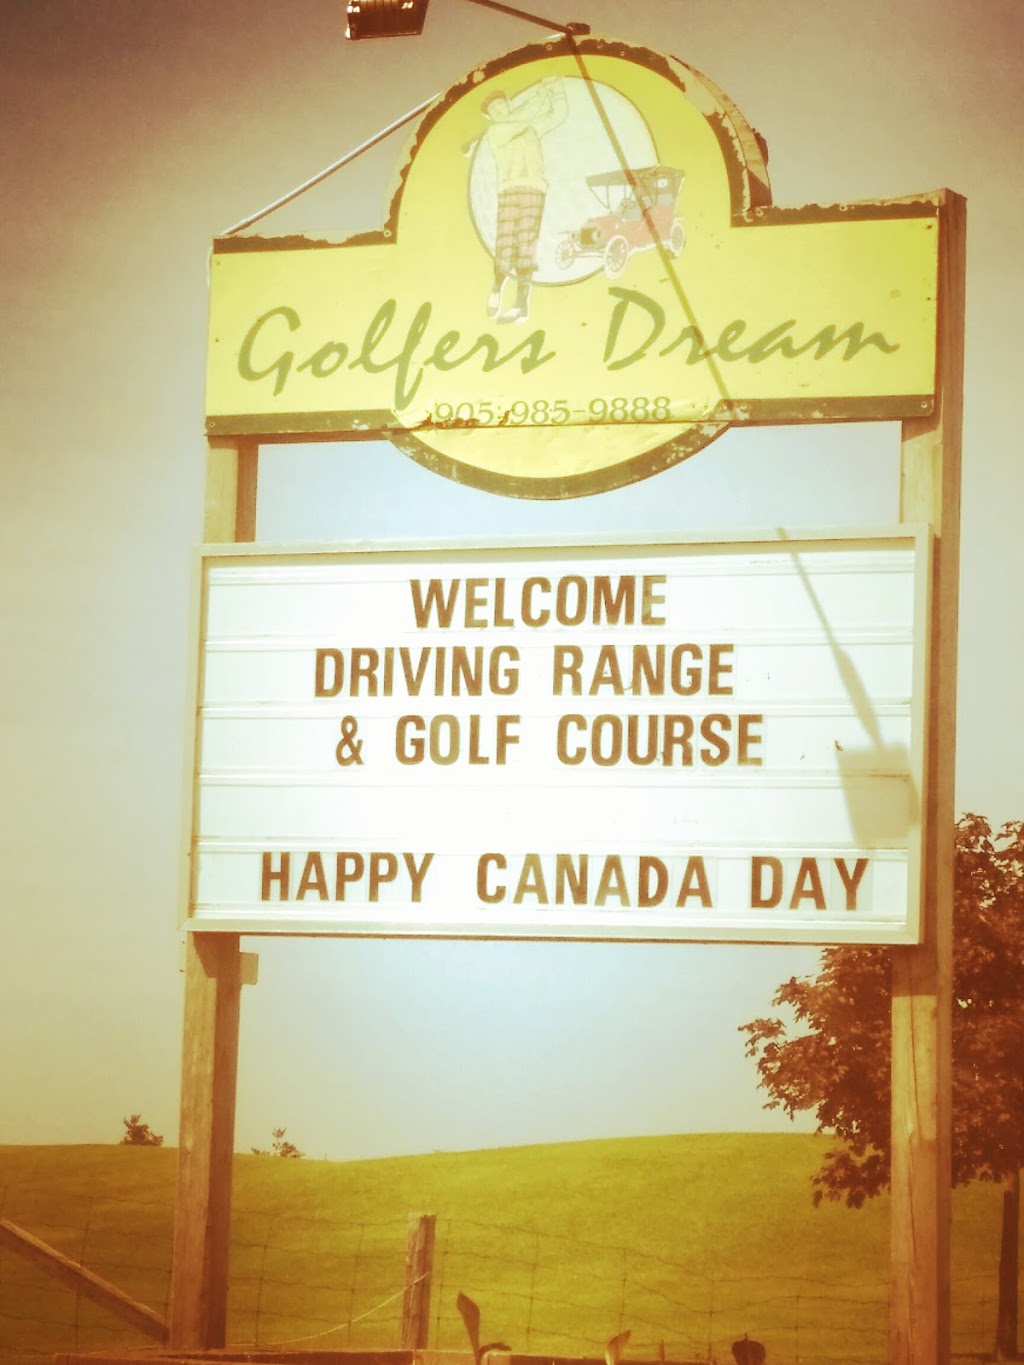 Golfers Dream
905-985-9888
WELCOME
DRIVING RANGE
& GOLF COURSE
HAPPY CANADA DAY